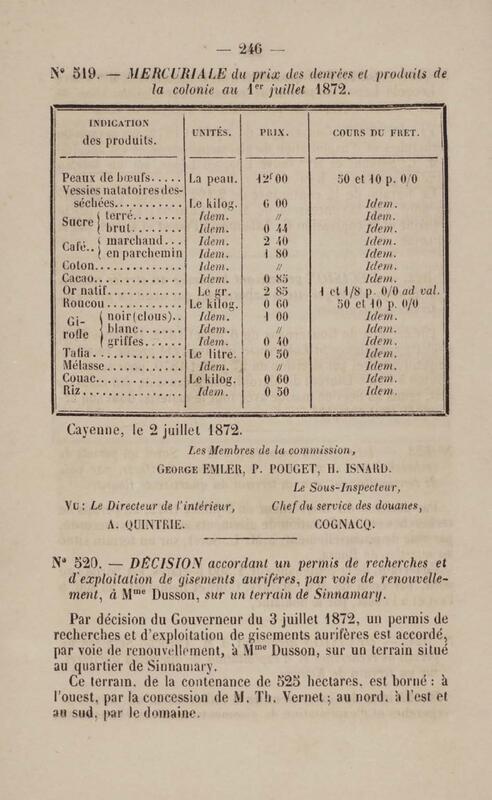 — 246 —
N° 519. — MERCURIALE du prix des denrées et produits de
la colonie au 1er juillet 1872.
INDICATION des produits. | UNITÉS. | PRIX. | COURS DU FRET.
Peaux de bœufs..... La peau. 12f 00 50 et 10 p. 0/0
Vessies natatoires des-
séchées.......... Le kilog. 6 00 Idem.
Sucre { terré........ Idem. // Idem.
brut........ Idem. 0 44 Idem.
Café.. { marchand... Idem. 2 40 Idem.
en parchemin Idem. 1 80 Idem.
Coton............. Idem. // Idem.
Cacao............. Idem. 0 85 Idem.
Or natif........... Le gr. 2 85 1 et 1/8 p. 0/0 ad val.
Roucou........... Le kilog. 0 60 50 et 10 p. 0/0
Gi-rofle { noir(clous).. Idem. 1 00 Idem.
blanc....... Idem. // Idem.
griffes...... Idem. 0 40 Idem.
Tafia............. Le litre. 0 50 Idem.
Mélasse........... Idem. // Idem.
Couac............ Le kilog. 0 60 Idem.
Riz............... Idem. 0 50 Idem.
Cayenne, le 2 juillet 1872.
Les Membres de la commission,
GEORGE EMLER, P. POUGET, H. ISNARD.
Le Sous-Inspecteur,
VU : Le Directeur de l'intérieur, Chef du service des douanes,
A. QUINTRIE. COGNACQ.
N° 520. — DÉCISION accordant un permis de recherches et
d'exploitation de gisements aurifères, par voie de renouvelle-
ment, à Mme Dusson, sur un terrain de Sinnamary.
Par décision du Gouverneur du 3 juillet 1872, un permis de
recherches et d'exploitation de gisements aurifères est accordé,
par voie de renouvellement, à Mme Dusson, sur un terrain situé
au quartier de Sinnamary.
Ce terrain, de la contenance de 525 hectares, est borné : à
l'ouest, par la concession de M. Th. Vernet ; au nord, à l'est et
au sud, par le domaine.